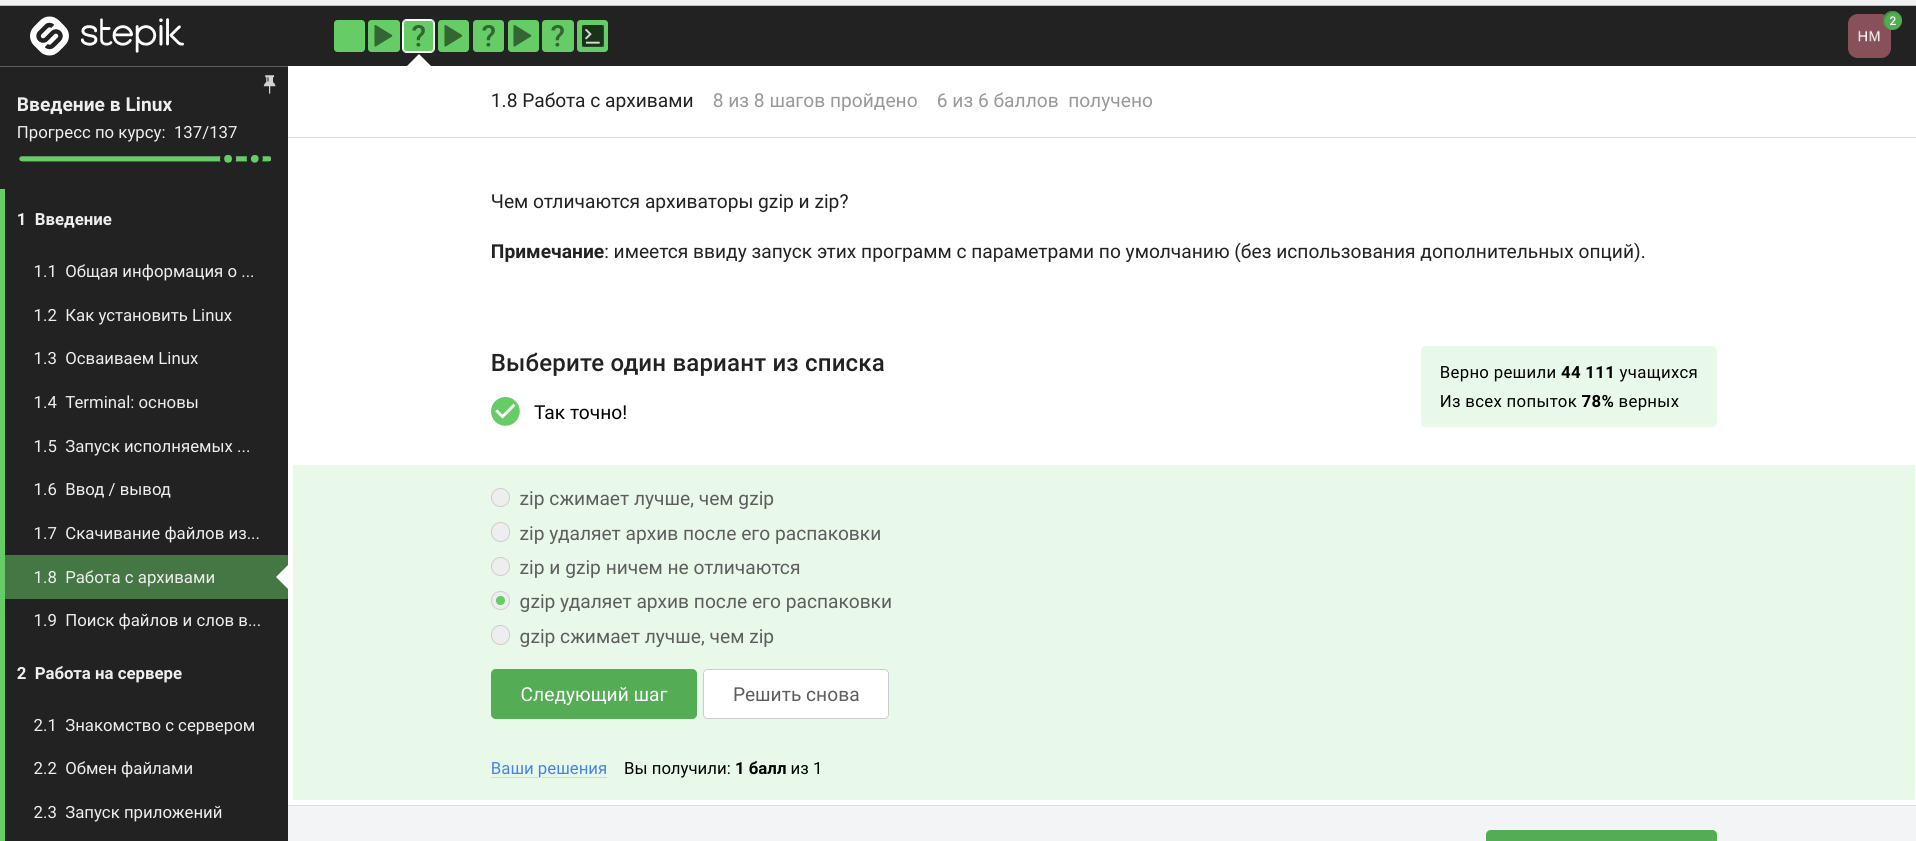 stepik
?
?
?
HM
2
Введение в Linux
Прогресс по курсу: 137/137
1 Введение
1.1 Общая информация о ...
1.2 Как установить Linux
1.3 Осваиваем Linux
1.4 Terminal: основы
1.5 Запуск исполняемых ...
1.6 Ввод / вывод
1.7 Скачивание файлов из...
1.8 Работа с архивами
1.9 Поиск файлов и слов в...
2 Работа на сервере
2.1 Знакомство с сервером
2.2 Обмен файлами
2.3 Запуск приложений
1.8 Работа с архивами 8 из 8 шагов пройдено 6 из 6 баллов получено
Чем отличаются архиваторы gzip и zip?
Примечание: имеется ввиду запуск этих программ с параметрами по умолчанию (без использования дополнительных опций).
Выберите один вариант из списка
Так точно!
Верно решили 44 111 учащихся
Из всех попыток 78% верных
zip сжимает лучше, чем gzip
zip удаляет архив после его распаковки
zip и gzip ничем не отличаются
gzip удаляет архив после его распаковки
gzip сжимает лучше, чем zip
Следующий шаг
Решить снова
Ваши решения Вы получили: 1 балл из 1